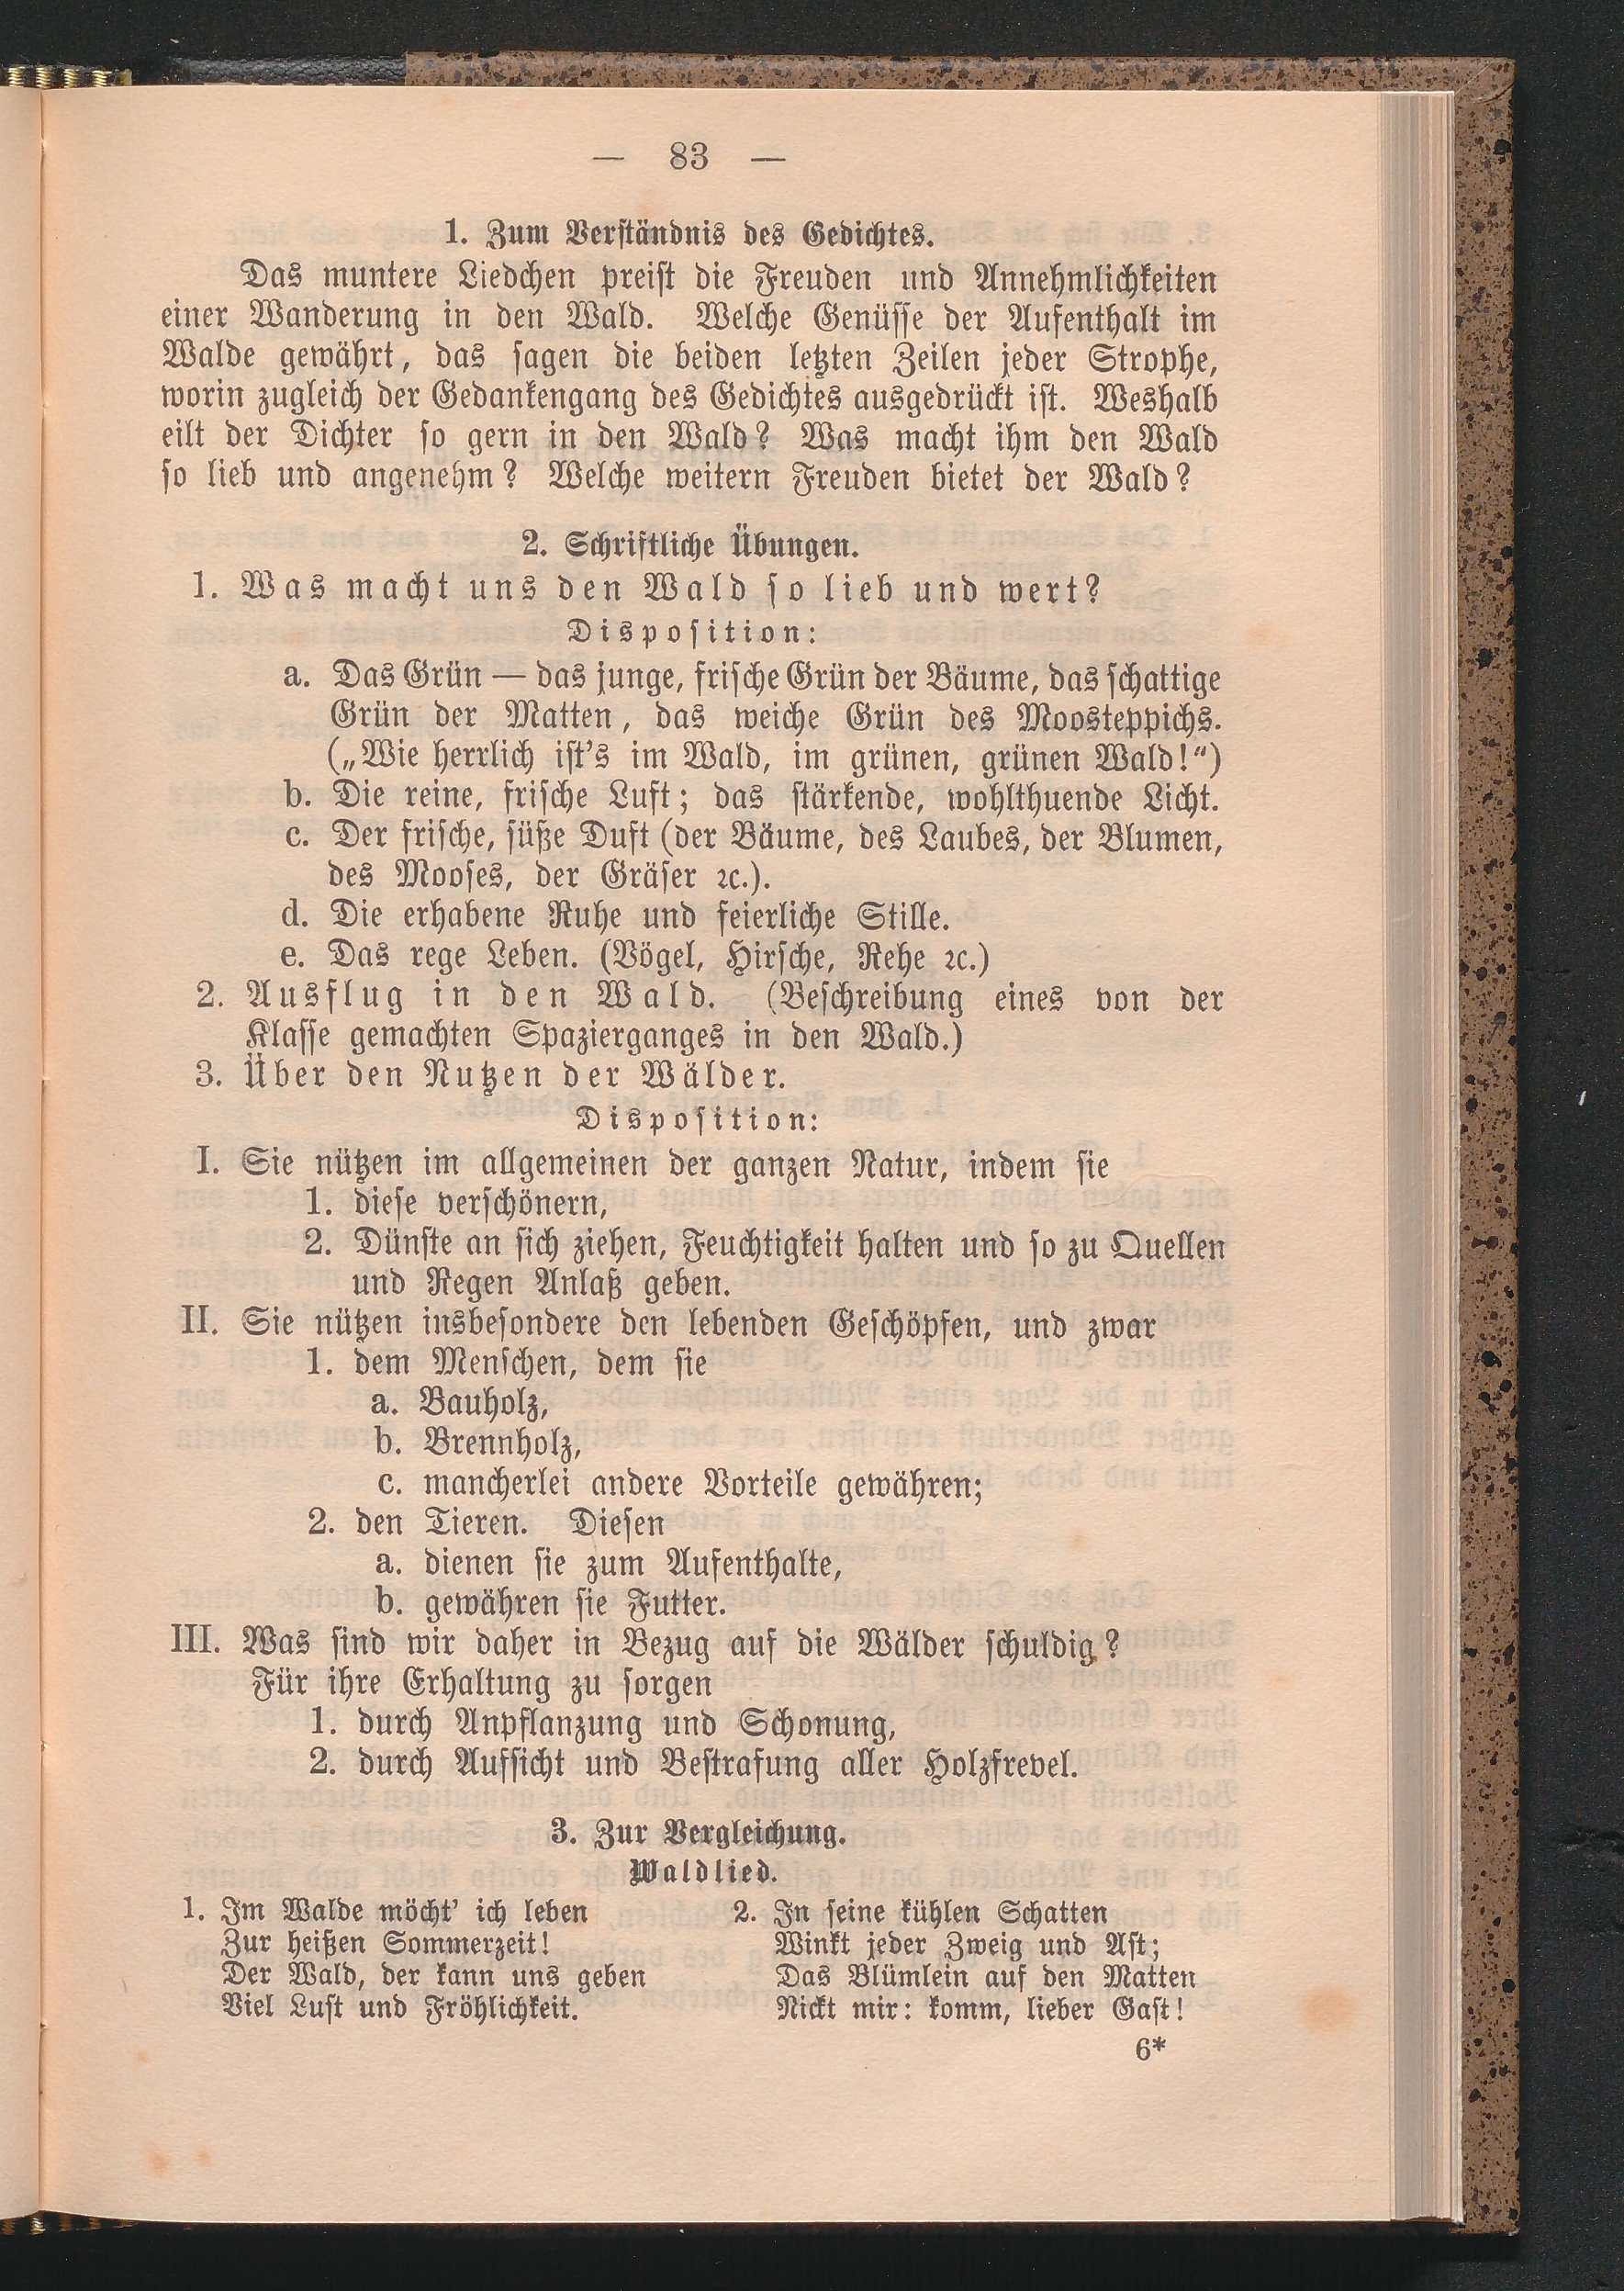 — 83 —
1. Zum Verständnis des Gedichtes.
Das muntere Liedchen preist die Freuden und Annehmlichkeiten
einer Wanderung in den Wald. Welche Genüsse der Aufenthalt im
Walde gewährt, das sagen die beiden letzten Zeilen jeder Strophe,
worin zugleich der Gedankengang des Gedichtes ausgedrückt ist. Weshalb
eilt der Dichter so gern in den Wald? Was macht ihm den Wald
so lieb und angenehm? Welche weitern Freuden bietet der Wald?
2. Schriftliche Übungen.
1. Was macht uns den Wald so lieb und wert?
Disposition:
a. Das Grün — das junge, frische Grün der Bäume, das schattige
Grün der Matten, das weiche Grün des Moosteppichs.
(„Wie herrlich ist's im Wald, im grünen, grünen Wald!“)
b. Die reine, frische Luft; das stärkende, wohlthuende Licht.
c. Der frische, süße Duft (der Bäume, des Laubes, der Blumen,
des Mooses, der Gräser ꝛc.).
d. Die erhabene Ruhe und feierliche Stille.
e. Das rege Leben. (Vögel, Hirsche, Rehe ꝛc.)
2. Ausflug in den Wald. (Beschreibung eines von der
Klasse gemachten Spazierganges in den Wald.)
3. Über den Nutzen der Wälder.
Disposition:
I. Sie nützen im allgemeinen der ganzen Natur, indem sie
1. diese verschönern,
2. Dünste an sich ziehen, Feuchtigkeit halten und so zu Quellen
und Regen Anlaß geben.
II. Sie nützen insbesondere den lebenden Geschöpfen, und zwar
1. dem Menschen, dem sie
a. Bauholz,
b. Brennholz,
c. mancherlei andere Vorteile gewähren;
2. den Tieren. Diesen
a. dienen sie zum Aufenthalte,
b. gewähren sie Futter.
III. Was sind wir daher in Bezug auf die Wälder schuldig?
Für ihre Erhaltung zu sorgen
1. durch Anpflanzung und Schonung,
2. durch Aufsicht und Bestrafung aller Holzfrevel.
3. Zur Vergleichung.
Waldlied.
1. Im Walde möcht' ich leben
Zur heißen Sommerzeit!
Der Wald, der kann uns geben
Viel Lust und Fröhlichkeit.
2. In seine kühlen Schatten
Winkt jeder Zweig und Ast;
Das Blümlein auf den Matten
Nickt mir: komm, lieber Gast!
6*